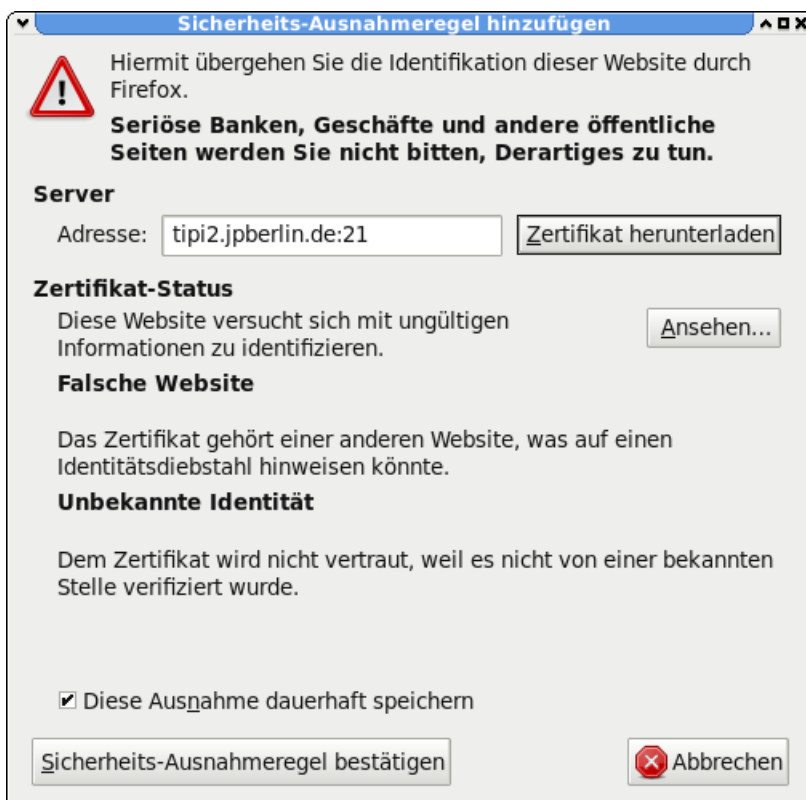 Sicherheits-Ausnahmeregel hinzufügen
Hiermit übergehen Sie die Identifikation dieser Website durch
Firefox.
Seriöse Banken, Geschäfte und andere öffentliche
Seiten werden Sie nicht bitten, Derartiges zu tun.
Server
Adresse: tipi2.jpberlin.de:21 Zertifikat herunterladen
Zertifikat-Status
Diese Website versucht sich mit ungültigen
Informationen zu identifizieren.
Ansehen...
Falsche Website
Das Zertifikat gehört einer anderen Website, was auf einen
Identitätsdiebstahl hinweisen könnte.
Unbekannte Identität
Dem Zertifikat wird nicht vertraut, weil es nicht von einer bekannten
Stelle verifiziert wurde.
Diese Ausnahme dauerhaft speichern
Sicherheits-Ausnahmeregel bestätigen Abbrechen